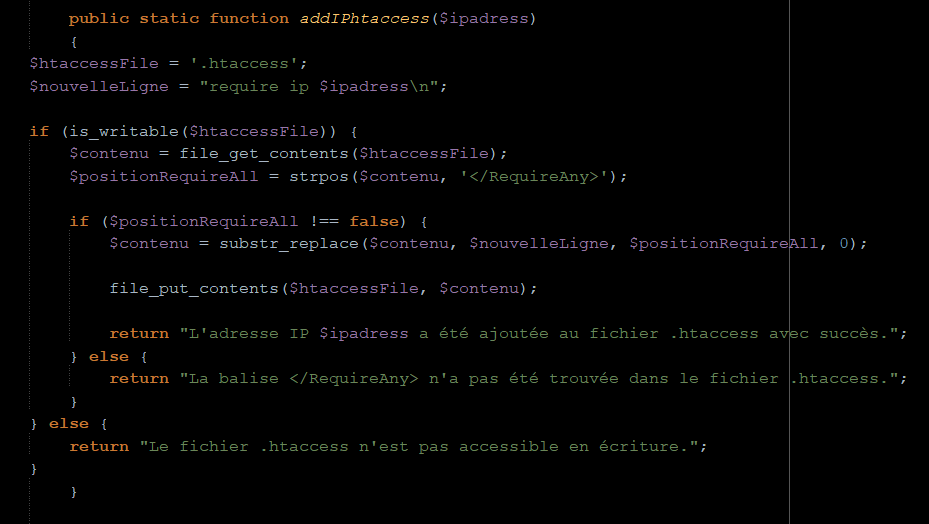 public static function addIPhtaccess($ipadress)
{
$htaccessFile = '.htaccess';
$nouvelleLigne = "require ip $ipadress\n";
if (is_writable($htaccessFile)) {
$contenu = file_get_contents($htaccessFile);
$positionRequireAll = strpos($contenu, '</RequireAny>');
if ($positionRequireAll !== false) {
$contenu = substr_replace($contenu, $nouvelleLigne, $positionRequireAll, 0);
file_put_contents($htaccessFile, $contenu);
return "L'adresse IP $ipadress a été ajoutée au fichier .htaccess avec succès.";
} else {
return "La balise </RequireAny> n'a pas été trouvée dans le fichier .htaccess.";
}
} else {
return "Le fichier .htaccess n'est pas accessible en écriture.";
}
}